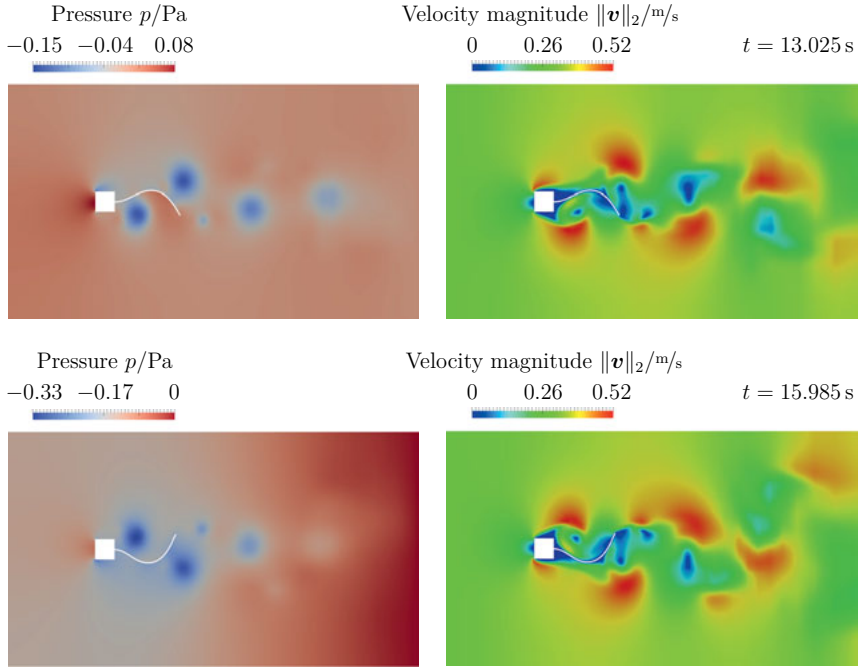 Pressure p/Pa
−0.15 −0.04 0.08
Velocity magnitude ‖v‖₂/m/s
0 0.26 0.52
t = 13.025 s
Pressure p/Pa
−0.33 −0.17 0
Velocity magnitude ‖v‖₂/m/s
0 0.26 0.52
t = 15.985 s